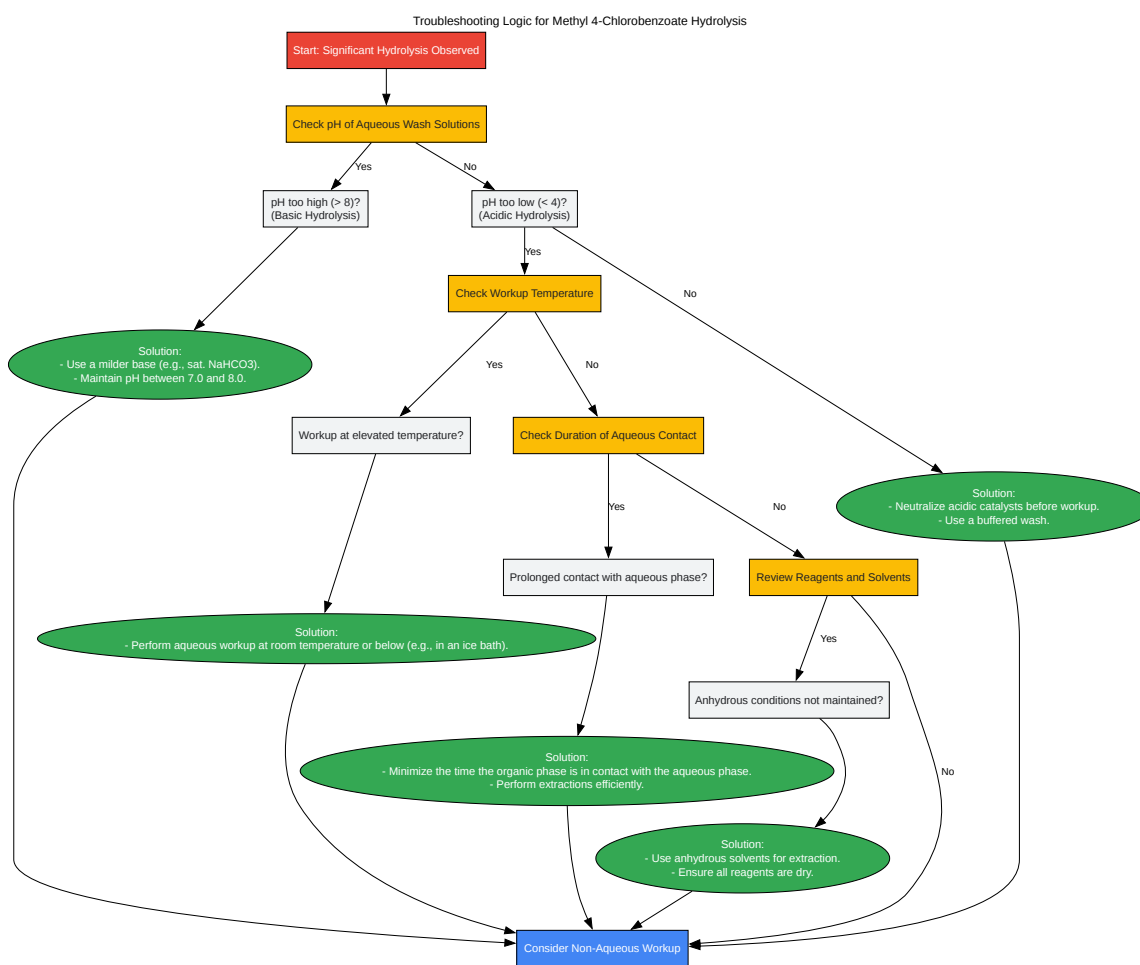 Troubleshooting Logic for Methyl 4-Chlorobenzoate Hydrolysis
Start: Significant Hydrolysis Observed
Check pH of Aqueous Wash Solutions
Yes
No
pH too high (> 8)?
(Basic Hydrolysis)
pH too low (< 4)?
(Acidic Hydrolysis)
Yes
No
Check Workup Temperature
Solution:
- Use a milder base (e.g., sat. NaHCO3).
- Maintain pH between 7.0 and 8.0.
Yes
No
Workup at elevated temperature?
Check Duration of Aqueous Contact
Yes
No
Solution:
- Neutralize acidic catalysts before workup.
- Use a buffered wash.
Prolonged contact with aqueous phase?
Review Reagents and Solvents
Solution:
- Perform aqueous workup at room temperature or below (e.g., in an ice bath).
Yes
Anhydrous conditions not maintained?
Solution:
- Minimize the time the organic phase is in contact with the aqueous phase.
- Perform extractions efficiently.
No
Solution:
- Use anhydrous solvents for extraction.
- Ensure all reagents are dry.
Consider Non-Aqueous Workup